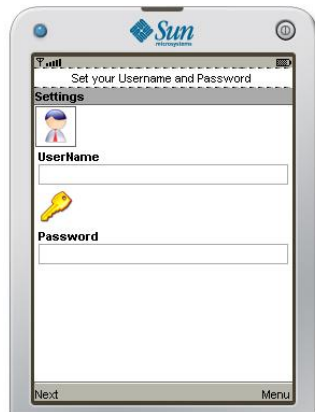 Sun
microsystems
Set your Username and Password
Settings
UserName
Password
Next
Menu